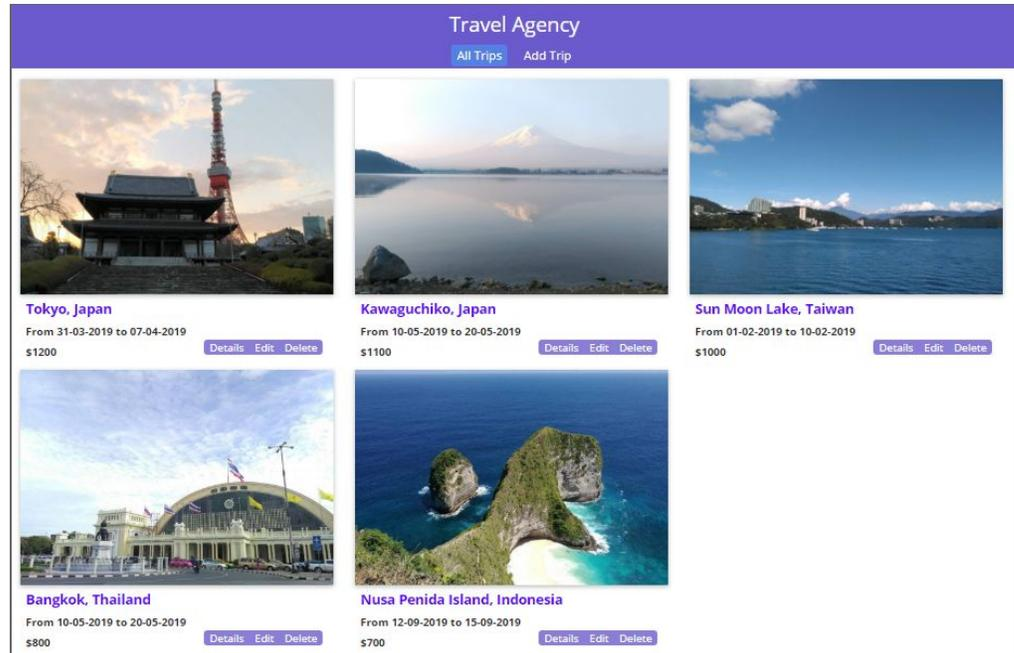 Travel Agency
All Trips Add Trip
Tokyo, Japan
From 31-03-2019 to 07-04-2019
$1200 Details Edit Delete
Kawaguchiko, Japan
From 10-05-2019 to 20-05-2019
$1100 Details Edit Delete
Sun Moon Lake, Taiwan
From 01-02-2019 to 10-02-2019
$1000 Details Edit Delete
Bangkok, Thailand
From 10-05-2019 to 20-05-2019
$800 Details Edit Delete
Nusa Penida Island, Indonesia
From 12-09-2019 to 15-09-2019
$700 Details Edit Delete